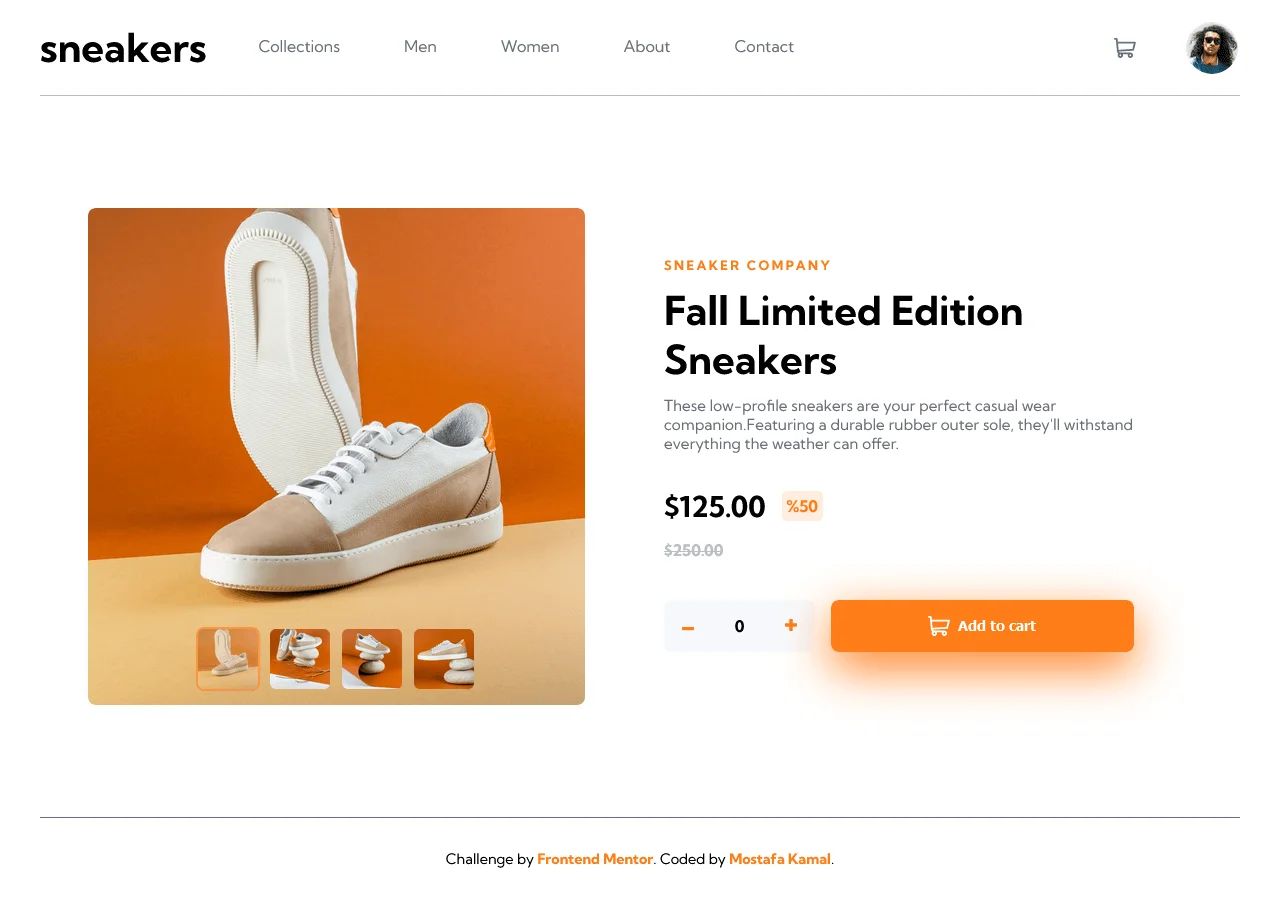 sneakers
Collections
Men
Women
About
Contact
SNEAKER COMPANY
Fall Limited Edition
Sneakers
These low-profile sneakers are your perfect casual wear
companion.Featuring a durable rubber outer sole, they'll withstand
everything the weather can offer.
$125.00
%50
$250.00
0
Add to cart
Challenge by Frontend Mentor. Coded by Mostafa Kamal.